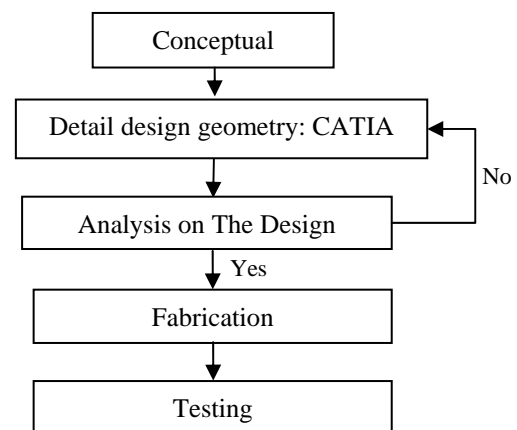 Conceptual
Detail design geometry: CATIA
No
Analysis on The Design
Yes
Fabrication
Testing